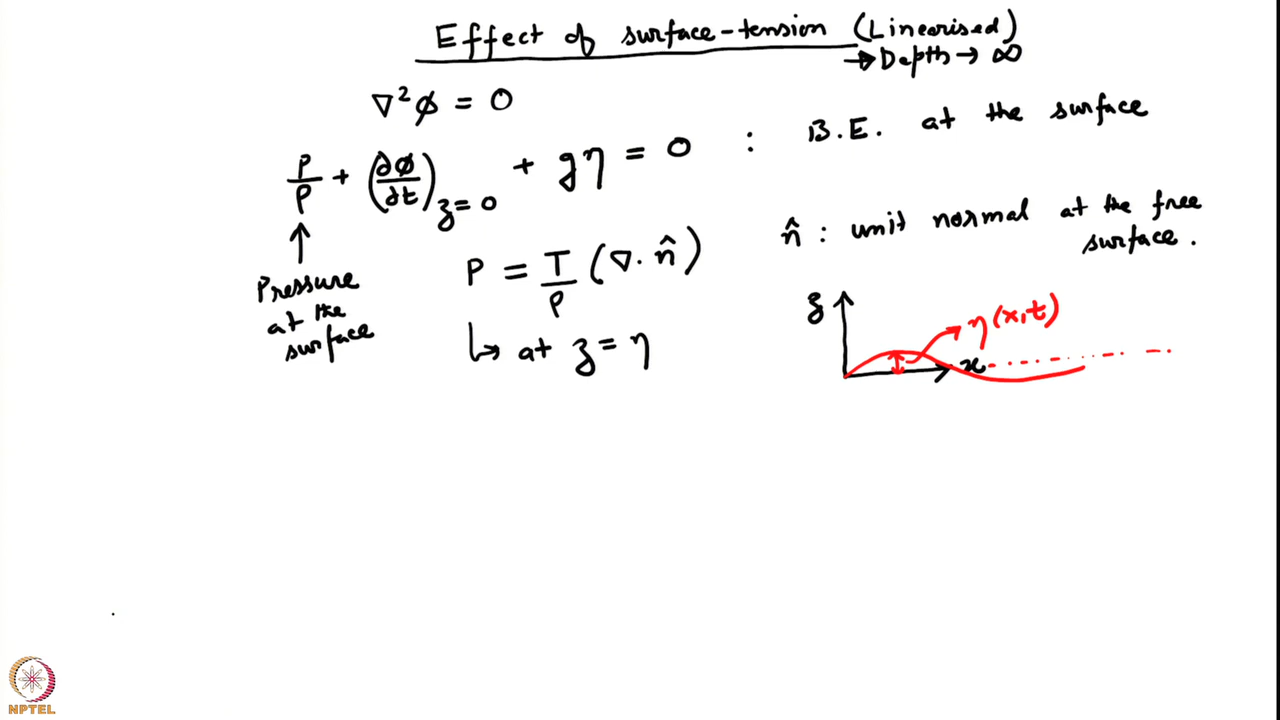 Effect of surface-tension (Linearised)
→ Depth → ∞
∇²φ = 0
P/ρ + (∂φ/∂t)_{z=0} + gη = 0 : B.E. at the surface
↑
Pressure at the surface
P = T/ρ (∇·n̂)
↳ at z = η
n̂ : unit normal at the free surface.
z
η(x,t)
x
NPTEL